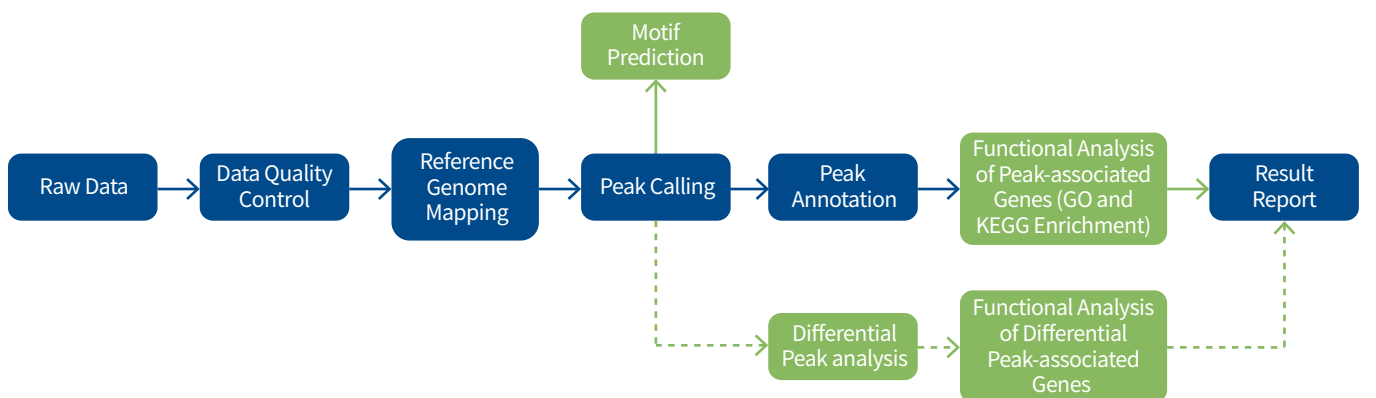 Motif
Prediction
Raw Data
Data Quality
Control
Reference
Genome
Mapping
Peak Calling
Peak
Annotation
Functional Analysis
of Peak-associated
Genes (GO and
KEGG Enrichment)
Result
Report
Differential
Peak analysis
Functional Analysis
of Differential
Peak-associated
Genes